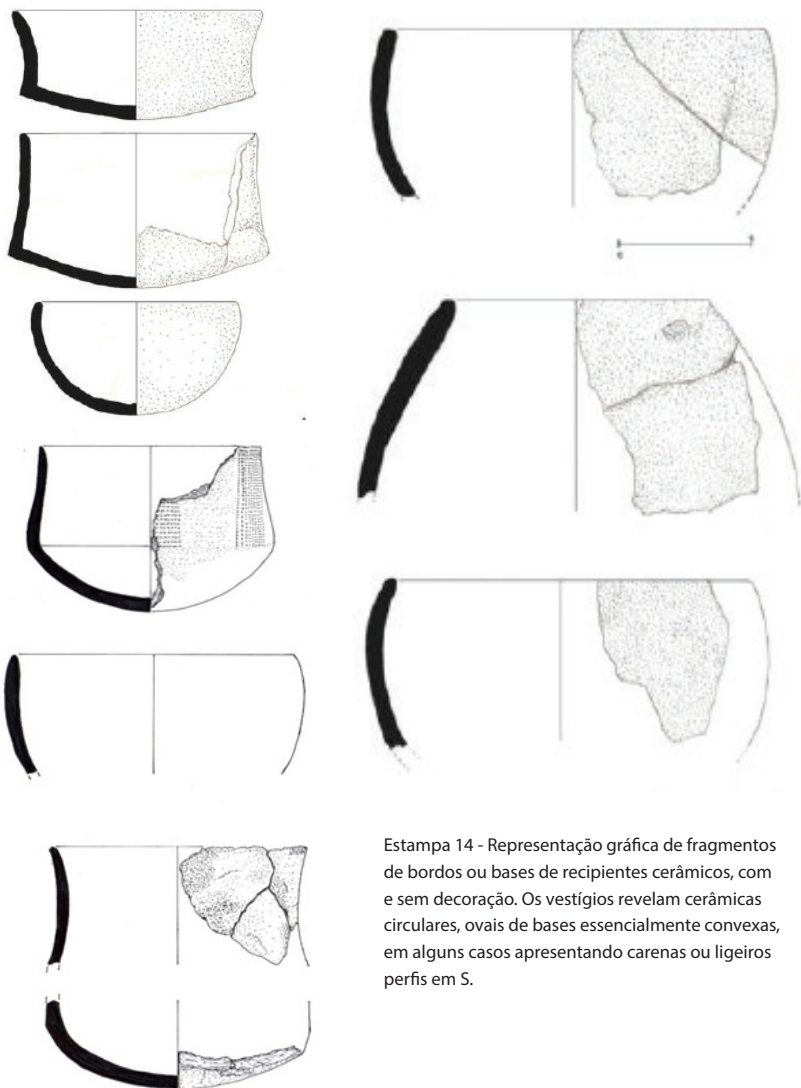 Estampa 14 - Representação gráfica de fragmentos
de bordos ou bases de recipientes cerâmicos, com
e sem decoração. Os vestígios revelam cerâmicas
circulares, ovais de bases essencialmente convexas,
em alguns casos apresentando carenas ou ligeiros
perfis em S.